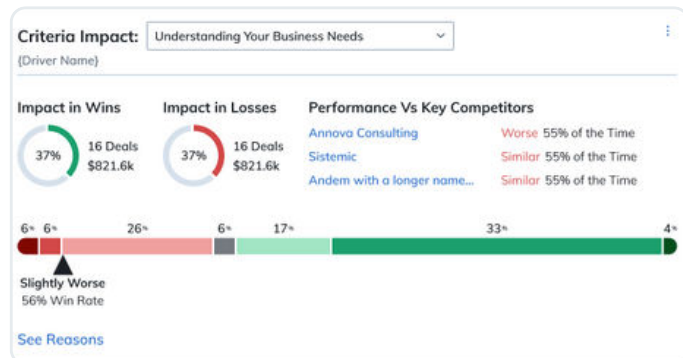 Criteria Impact: Understanding Your Business Needs
{Driver Name}
Impact in Wins
37%
16 Deals
$821.6k
Impact in Losses
37%
16 Deals
$821.6k
Performance Vs Key Competitors
Annova Consulting Worse 55% of the Time
Sistemic Similar 55% of the Time
Andem with a longer name... Similar 55% of the Time
6% 6% 26% 6% 17% 33% 4%
Slightly Worse
56% Win Rate
See Reasons